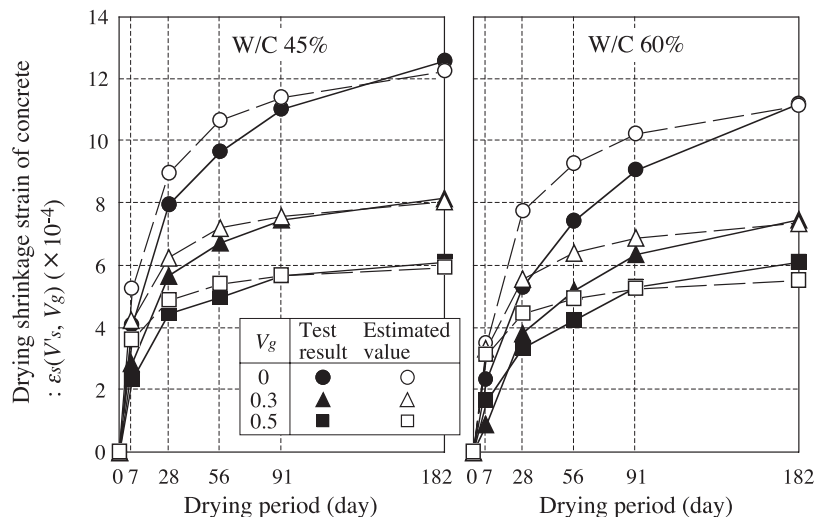 Drying shrinkage strain of concrete
: εs(V's, Vg) (×10-4)
14
12
10
8
6
4
2
0
W/C 45%
W/C 60%
Vg Test result Estimated value
0
0.3
0.5
0 7 28 56 91 182
0 7 28 56 91 182
Drying period (day)
Drying period (day)